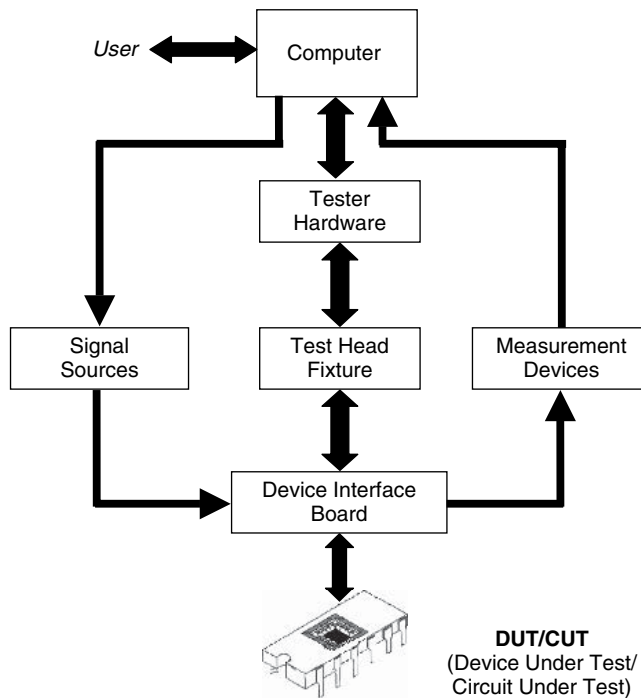 User
Computer
Tester
Hardware
Signal
Sources
Test Head
Fixture
Measurement
Devices
Device Interface
Board
DUT/CUT
(Device Under Test/
Circuit Under Test)